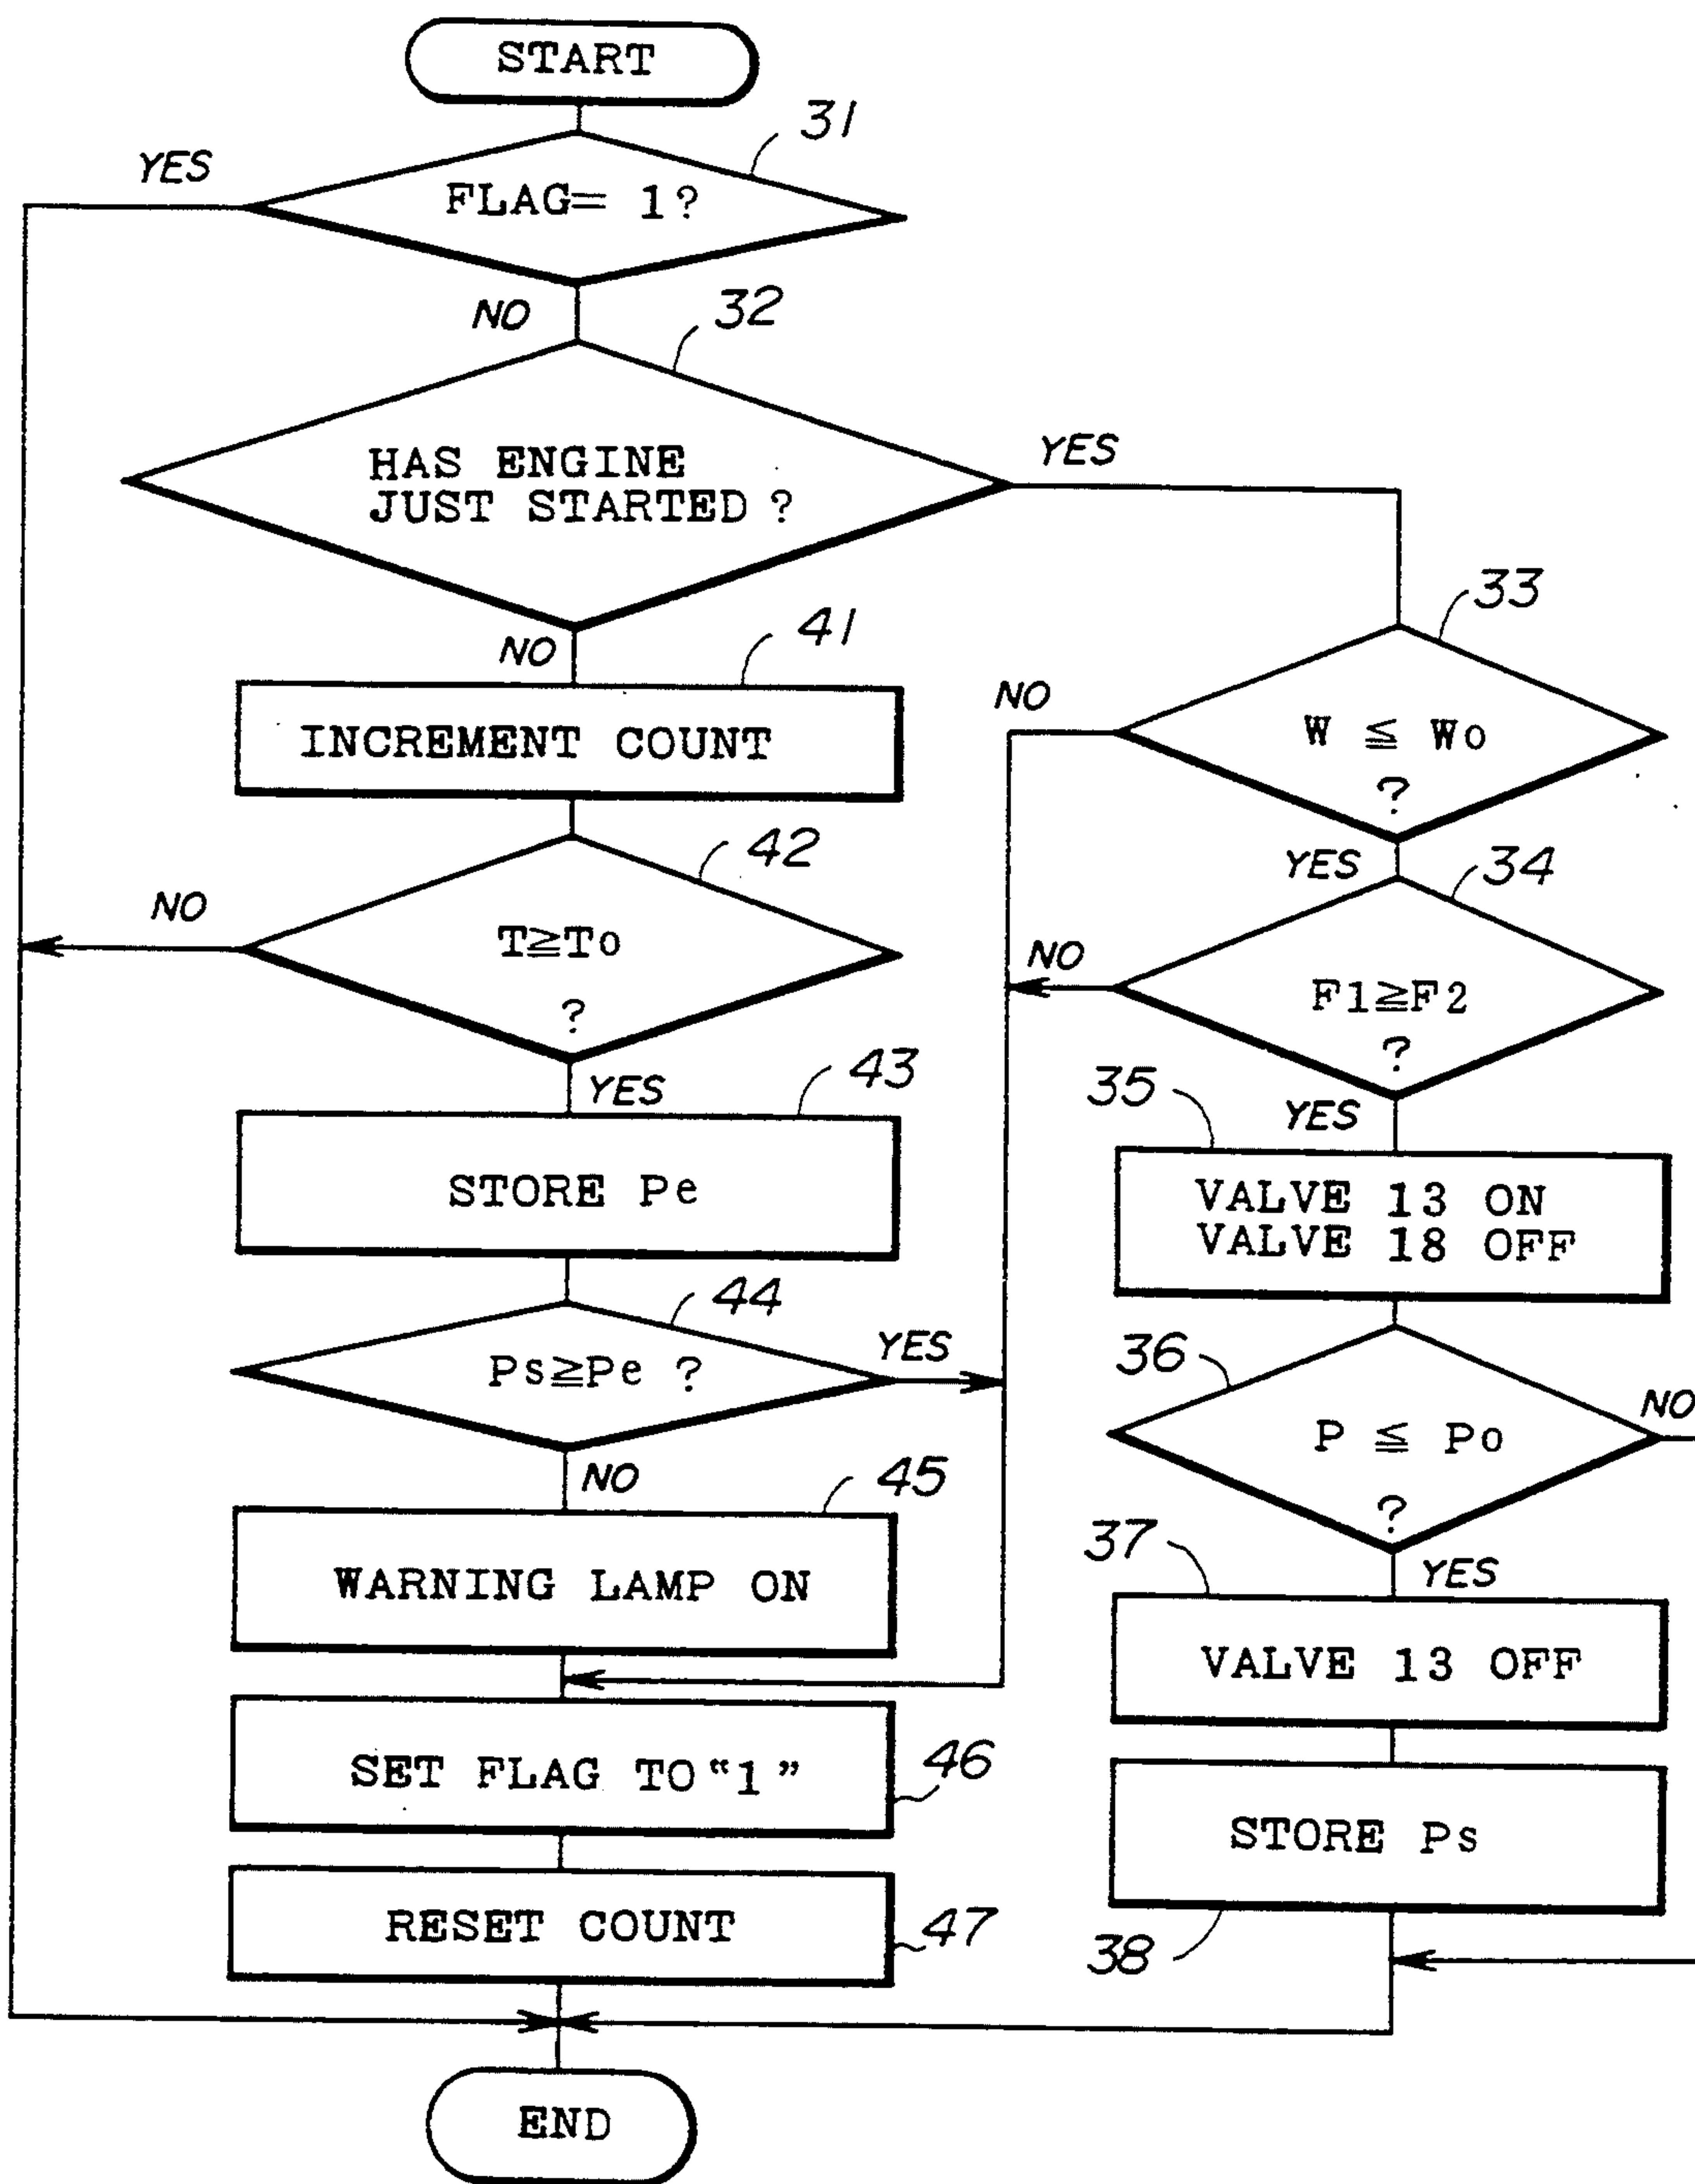 START
31
YES
FLAG= 1?
NO
32
HAS ENGINE
JUST STARTED ?
YES
NO
41
INCREMENT COUNT
33
NO
W ≦ Wo
?
YES
42
NO
T≧To
?
YES
34
NO
F1≧F2
?
YES
43
STORE Pe
35
VALVE 13 ON
VALVE 18 OFF
44
Ps≧Pe ?
YES
NO
36
P ≦ Po
?
NO
YES
45
WARNING LAMP ON
37
VALVE 13 OFF
SET FLAG TO “1”
46
STORE Ps
38
RESET COUNT
47
END